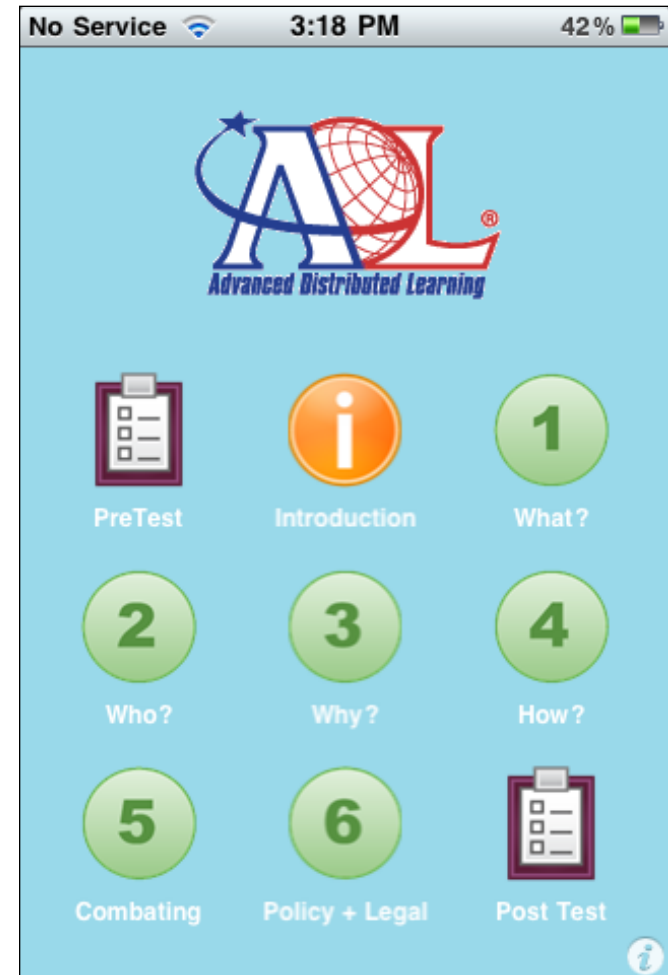 No Service 3:18 PM 42%
ADL®
Advanced Distributed Learning
i 1
PreTest Introduction What?
2 3 4
Who? Why? How?
5 6
Combating Policy + Legal Post Test
i